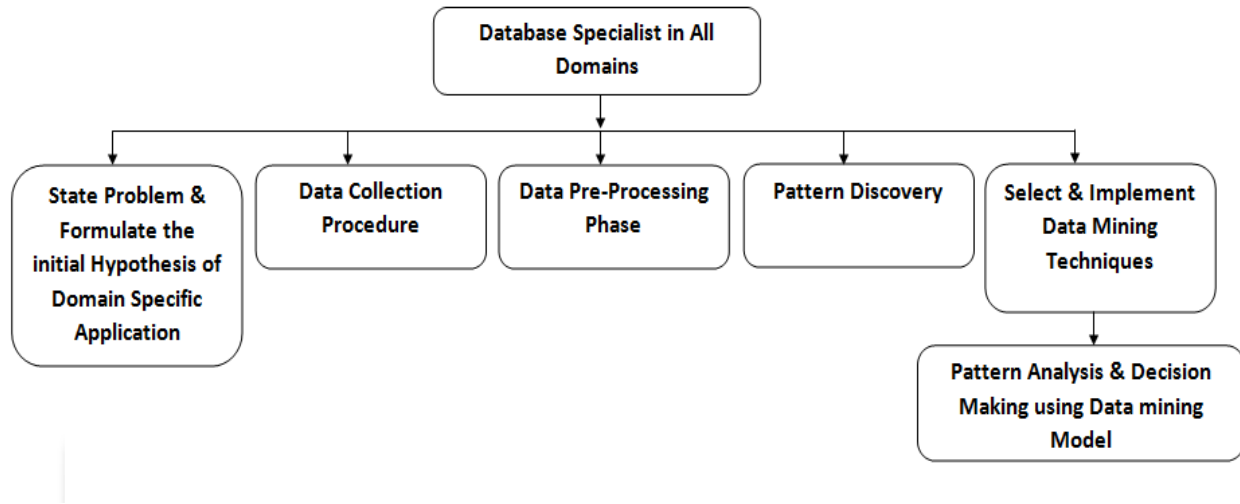 Database Specialist in All
Domains
State Problem &
Formulate the
initial Hypothesis of
Domain Specific
Application
Data Collection
Procedure
Data Pre-Processing
Phase
Pattern Discovery
Select & Implement
Data Mining
Techniques
Pattern Analysis & Decision
Making using Data mining
Model